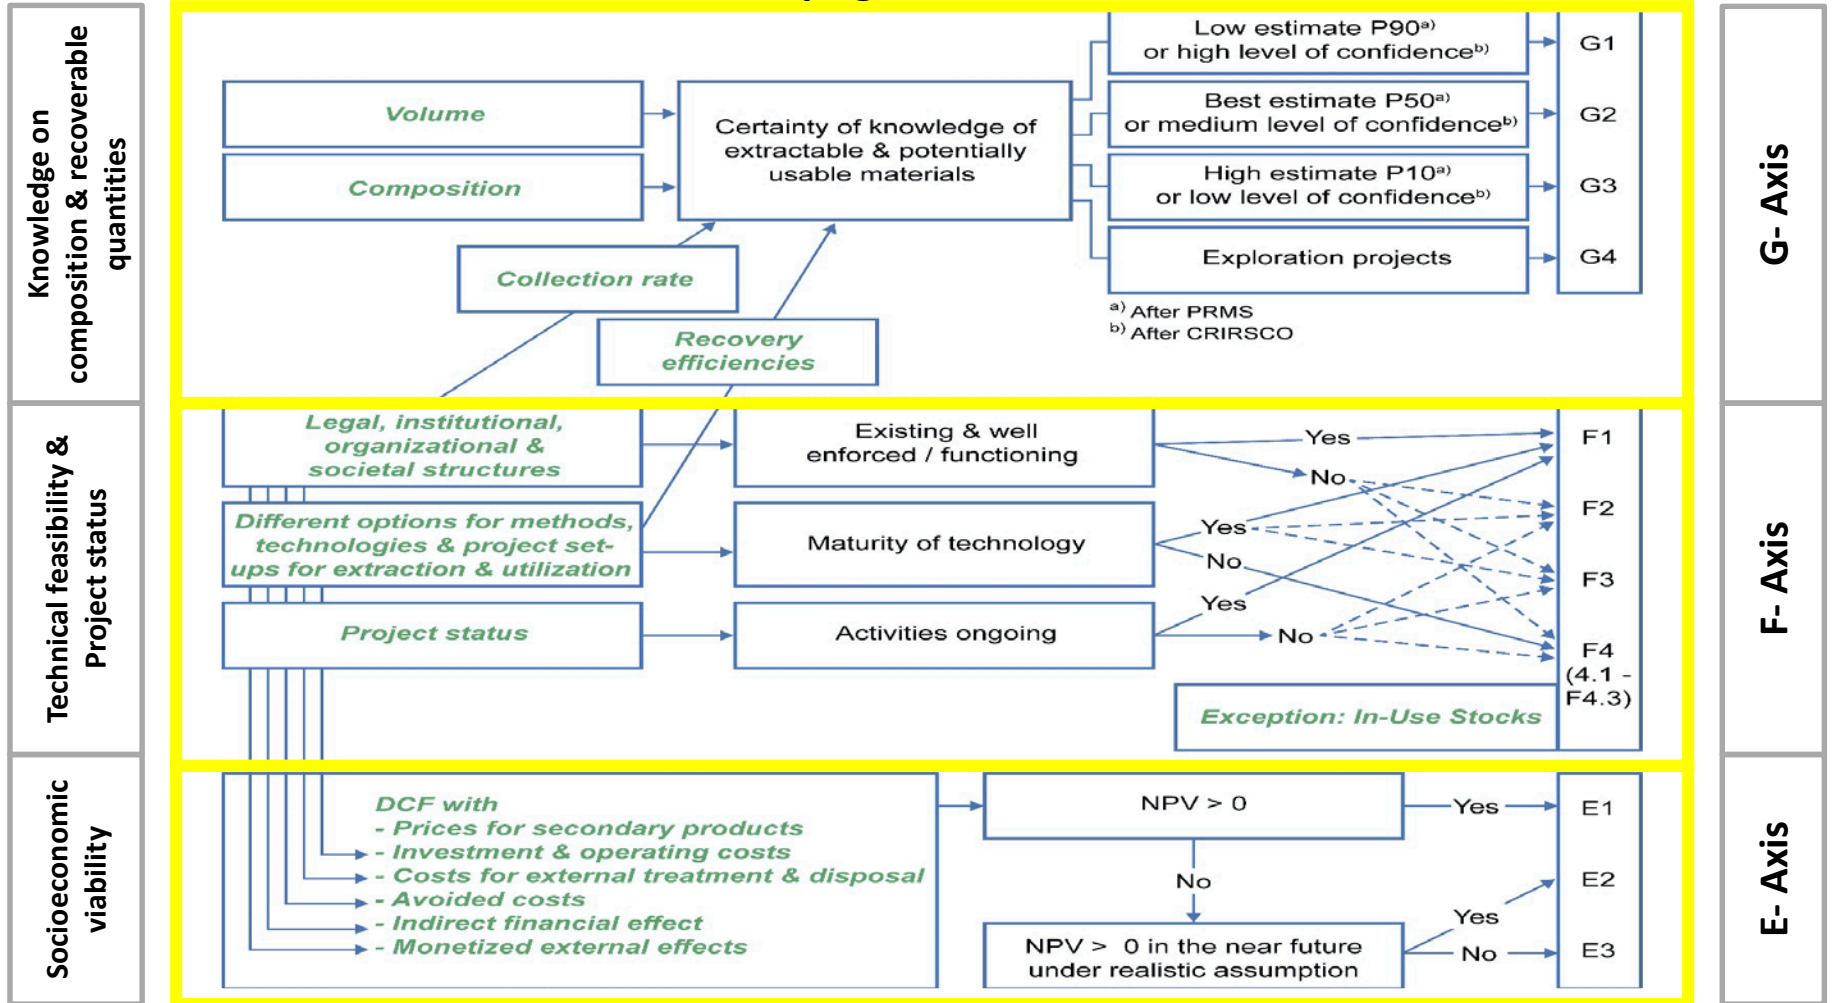 Knowledge on
composition & recoverable
quantities
Volume
Composition
Collection rate
Recovery
efficiencies
Certainty of knowledge of
extractable & potentially
usable materials
Low estimate P90a)
or high level of confidenceb)
Best estimate P50a)
or medium level of confidenceb)
High estimate P10a)
or low level of confidenceb)
Exploration projects
a) After PRMS
b) After CRIRSCO
G1
G2
G3
G4
G- Axis
Technical feasibility &
Project status
Legal, institutional,
organizational &
societal structures
Different options for methods,
technologies & project set-
ups for extraction & utilization
Project status
Existing & well
enforced / functioning
Maturity of technology
Activities ongoing
Yes
No
Yes
No
Yes
No
Exception: In-Use Stocks
F1
F2
F3
F4
(4.1 -
F4.3)
F- Axis
Socioeconomic
viability
DCF with
- Prices for secondary products
- Investment & operating costs
- Costs for external treatment & disposal
- Avoided costs
- Indirect financial effect
- Monetized external effects
NPV > 0
No
NPV > 0 in the near future
under realistic assumption
Yes
Yes
No
E1
E2
E3
E- Axis